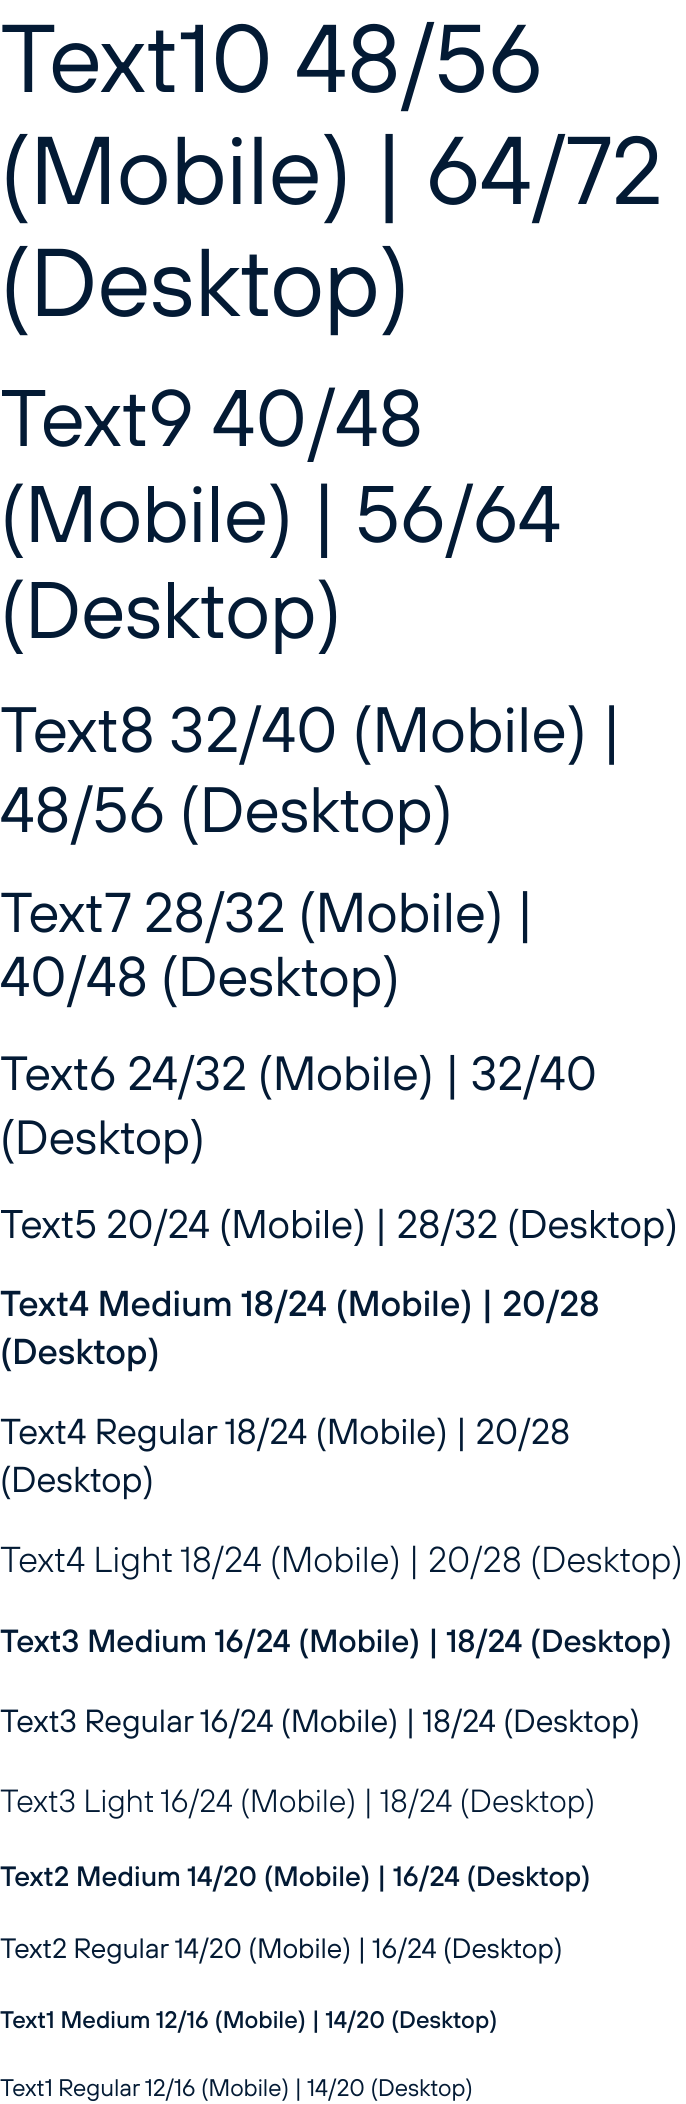 Text10 48/56
(Mobile) | 64/72
(Desktop)
Text9 40/48
(Mobile) | 56/64
(Desktop)
Text8 32/40 (Mobile) |
48/56 (Desktop)
Text7 28/32 (Mobile) |
40/48 (Desktop)
Text6 24/32 (Mobile) | 32/40
(Desktop)
Text5 20/24 (Mobile) | 28/32 (Desktop)
Text4 Medium 18/24 (Mobile) | 20/28
(Desktop)
Text4 Regular 18/24 (Mobile) | 20/28
(Desktop)
Text4 Light 18/24 (Mobile) | 20/28 (Desktop)
Text3 Medium 16/24 (Mobile) | 18/24 (Desktop)
Text3 Regular 16/24 (Mobile) | 18/24 (Desktop)
Text3 Light 16/24 (Mobile) | 18/24 (Desktop)
Text2 Medium 14/20 (Mobile) | 16/24 (Desktop)
Text2 Regular 14/20 (Mobile) | 16/24 (Desktop)
Text1 Medium 12/16 (Mobile) | 14/20 (Desktop)
Text1 Regular 12/16 (Mobile) | 14/20 (Desktop)